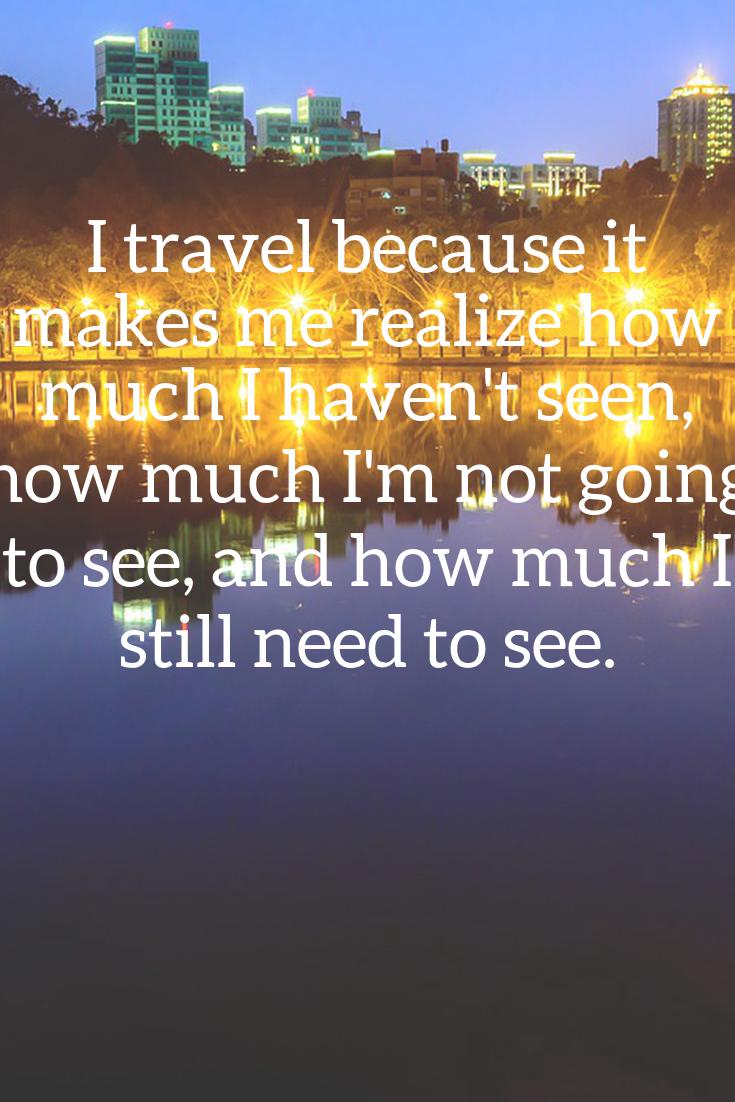 I travel because it
makes me realize how
much I haven't seen,
how much I'm not going
to see, and how much I
still need to see.